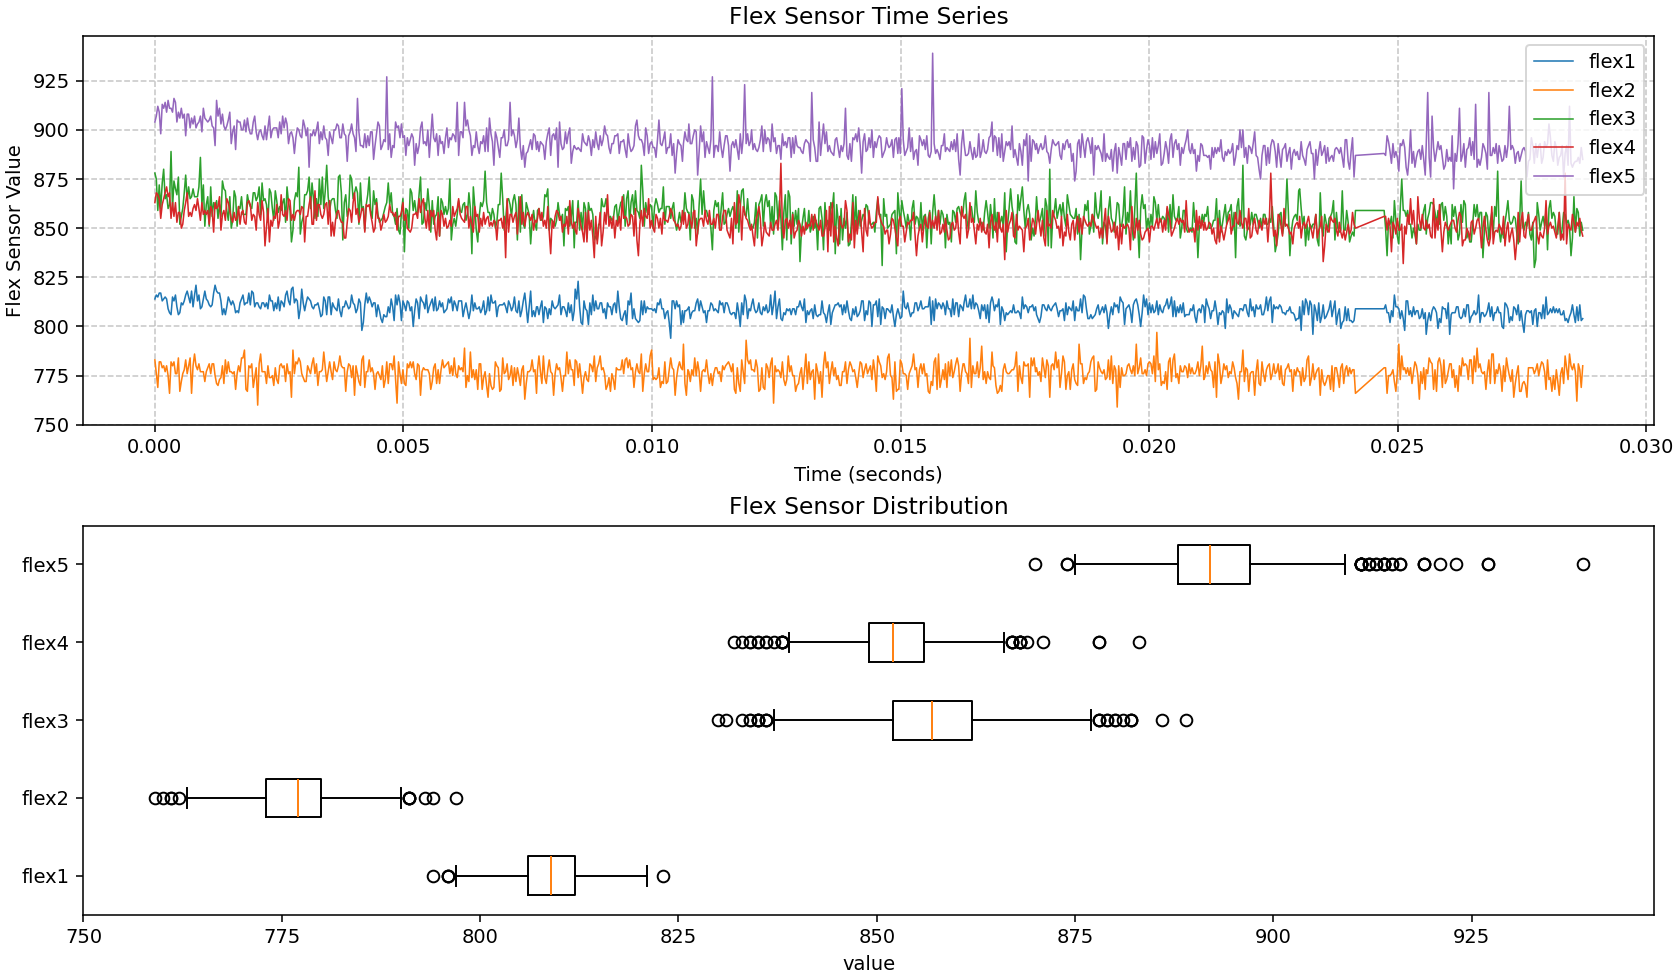 Flex Sensor Time Series
Flex Sensor Value
925
900
875
850
825
800
775
750
flex1
flex2
flex3
flex4
flex5
0.000
0.005
0.010
0.015
0.020
0.025
0.030
Time (seconds)
Flex Sensor Distribution
flex5
flex4
flex3
flex2
flex1
750
775
800
825
850
875
900
925
value